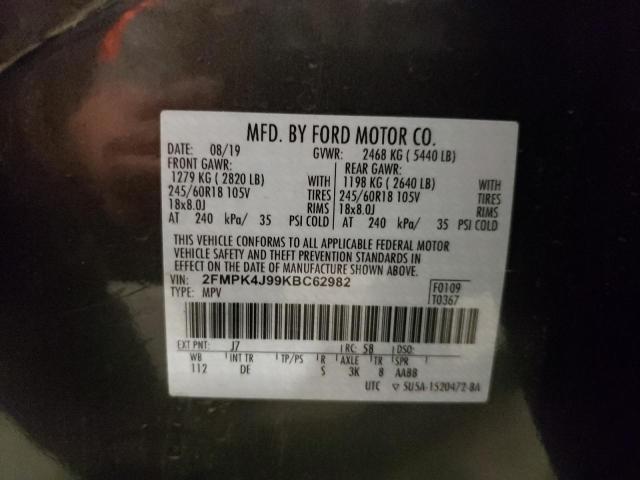 MFD. BY FORD MOTOR CO.
DATE: 08/19 GVWR: 2468 KG ( 5440 LB)
FRONT GAWR: REAR GAWR:
1279 KG ( 2820 LB) WITH 1198 KG ( 2640 LB) WITH
245/60R18 105V TIRES 245/60R18 105V TIRES
18x8.0J RIMS 18x8.0J RIMS
AT 240 kPa/ 35 PSI COLD AT 240 kPa/ 35 PSI COLD
THIS VEHICLE CONFORMS TO ALL APPLICABLE FEDERAL MOTOR
VEHICLE SAFETY AND THEFT PREVENTION STANDARDS IN
EFFECT ON THE DATE OF MANUFACTURE SHOWN ABOVE.
VIN: 2FMPK4J99KBC62982 F0109
TYPE: MPV T0367
EXT PNT: J7 RC: 58 DSO:
WB INT TR TP/PS R AXLE TR SPR
112 DE S 3K 8 AABB
UTC ▽ 5U5A-1520472-BA